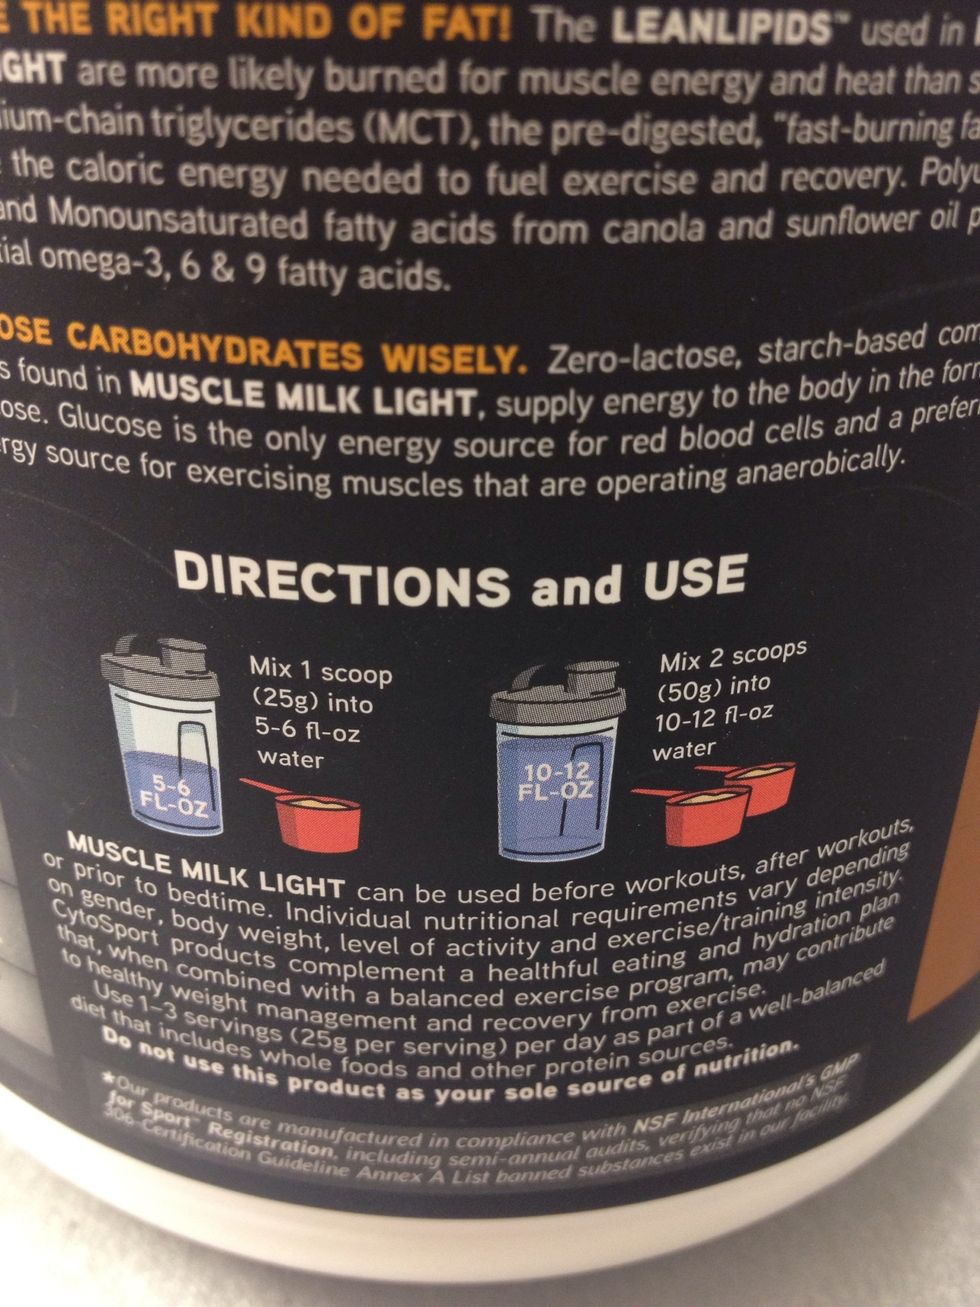 THE RIGHT KIND OF FAT! The LEANLIPIDS™ used in
GHT are more likely burned for muscle energy and heat than
ium-chain triglycerides (MCT), the pre-digested, "fast-burning fa
the caloric energy needed to fuel exercise and recovery. Polyu
and Monounsaturated fatty acids from canola and sunflower oil p
ial omega-3, 6 & 9 fatty acids.
OSE CARBOHYDRATES WISELY. Zero-lactose, starch-based com
s found in MUSCLE MILK LIGHT, supply energy to the body in the form
ose. Glucose is the only energy source for red blood cells and a prefer
rgy source for exercising muscles that are operating anaerobically.
DIRECTIONS and USE
Mix 1 scoop
(25g) into
5-6 fl-oz
water
5-6
FL-OZ
Mix 2 scoops
(50g) into
10-12 fl-oz
water
10-12
FL-OZ
MUSCLE MILK LIGHT can be used before workouts, after workouts,
or prior to bedtime. Individual nutritional requirements vary depending
on gender, body weight, level of activity and exercise/training intensity.
CytoSport products complement a healthful eating and hydration plan
that, when combined with a balanced exercise program, may contribute
to healthy weight management and recovery from exercise.
Use 1-3 servings (25g per serving) per day as part of a well-balanced
diet that includes whole foods and other protein sources.
Do not use this product as your sole source of nutrition.
*Our products are manufactured in compliance with NSF International's GMP
for Sport™ Registration, including semi-annual audits, verifying that no NSF
306-Certification Guideline Annex A List banned substances exist in our facility.